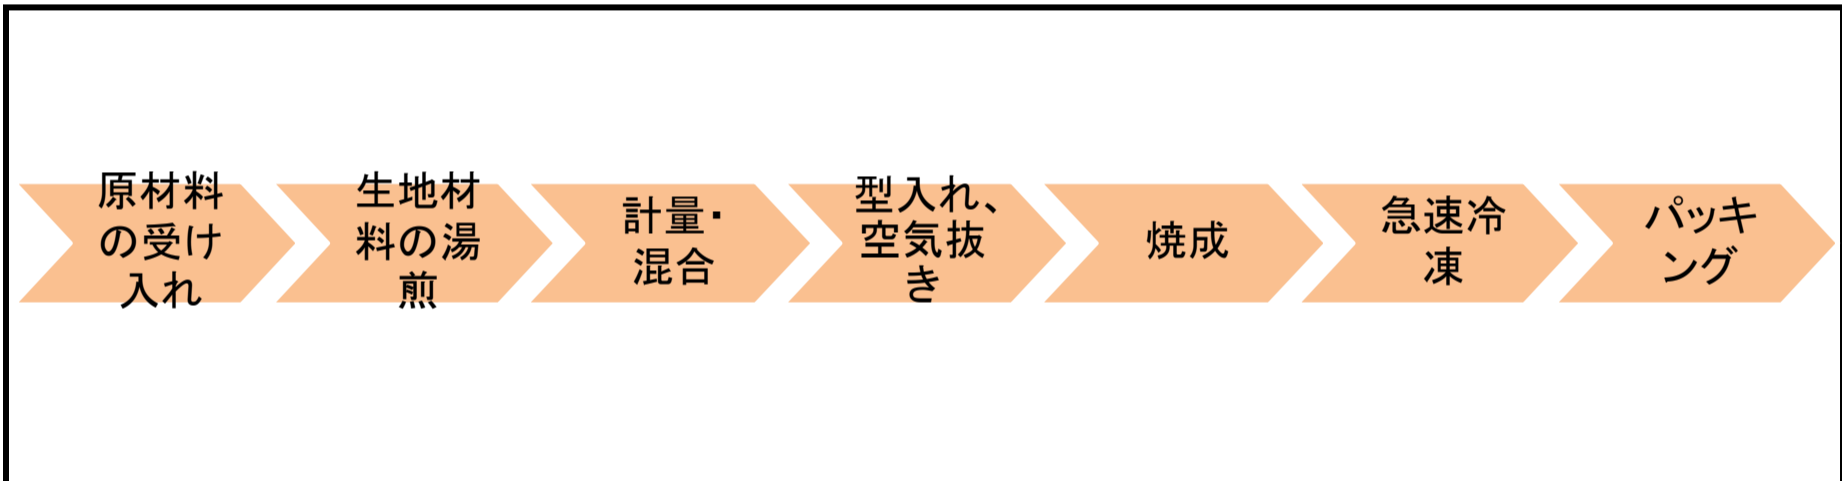 原材料
の受け
入れ
生地材
料の湯
煎
計量・
混合
型入れ、
空気抜
き
焼成
急速冷
凍
パッキ
ング